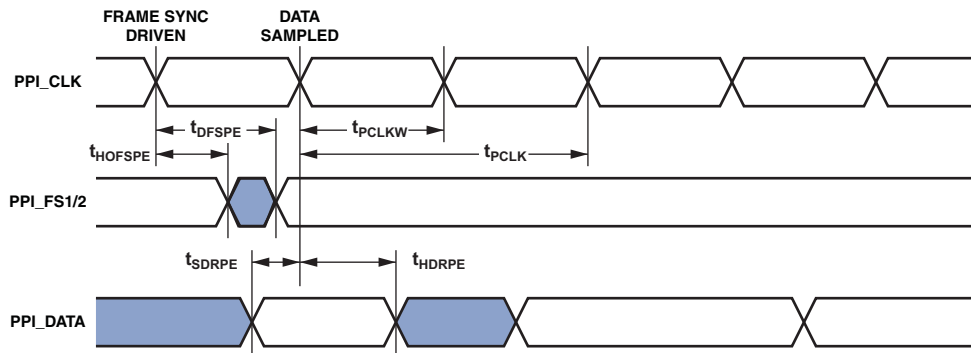 FRAME SYNC
DRIVEN
DATA
SAMPLED
PPI_CLK
tDFSPE
tPCLKW
tHOFSPE
tPCLK
PPI_FS1/2
tSDRPE
tHDRPE
PPI_DATA